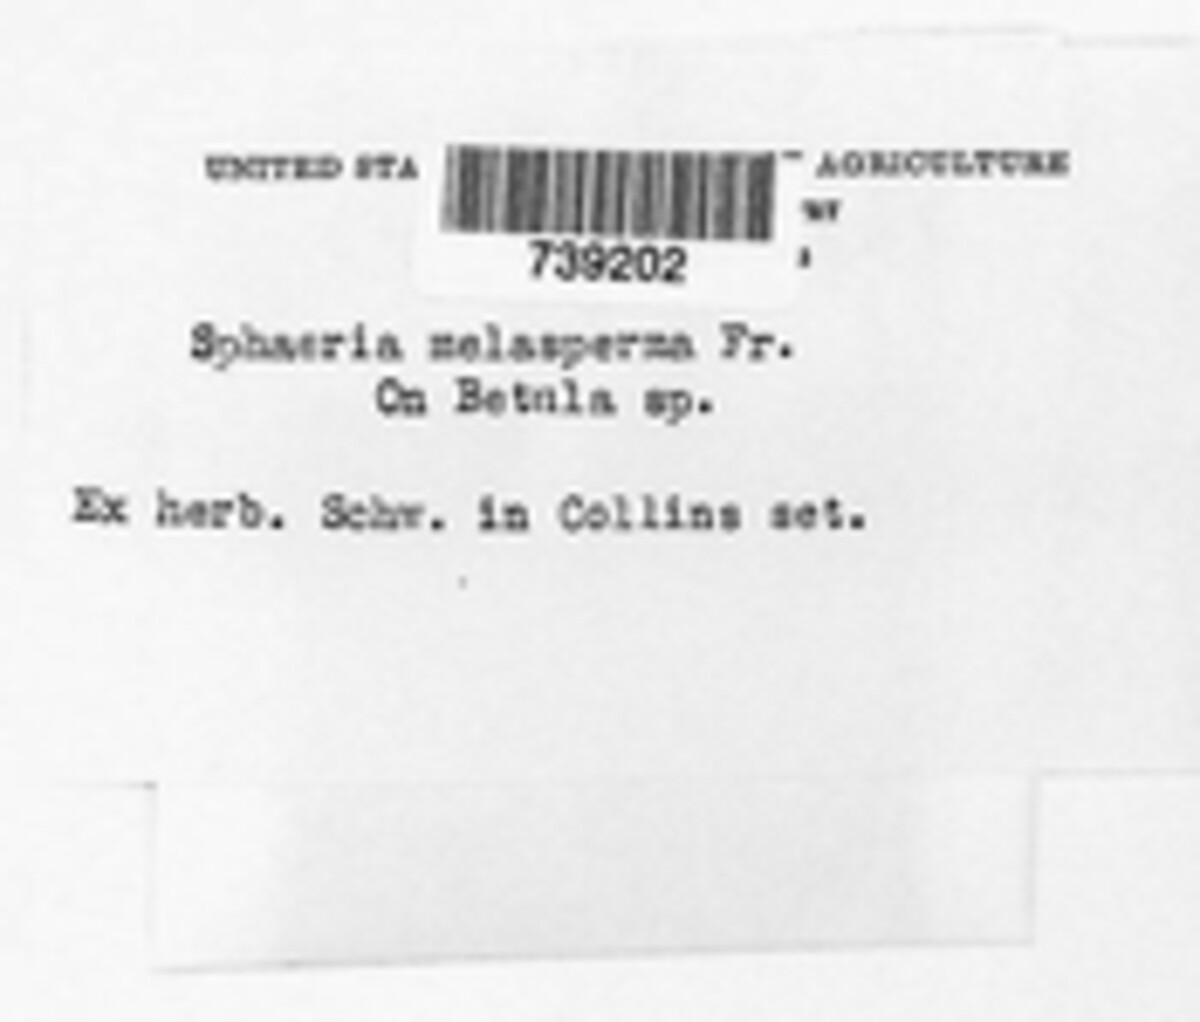 UNITED STA AGRICULTURE
739202
Sphaeria melasperma Fr.
On Betula sp.
Ex herb. Schw. in Collins set.